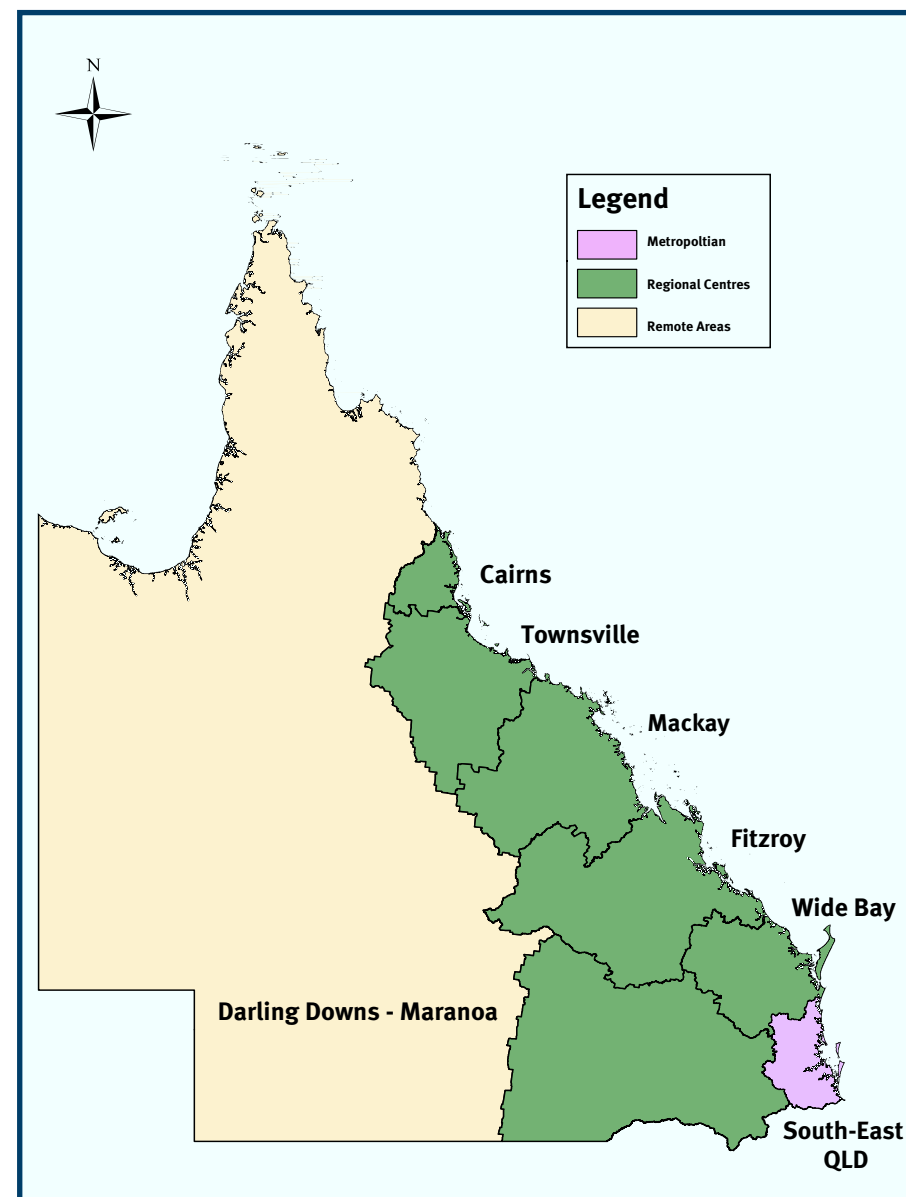 N
Legend
Metropoltian
Regional Centres
Remote Areas
Cairns
Townsville
Mackay
Fitzroy
Wide Bay
Darling Downs - Maranoa
South-East
QLD